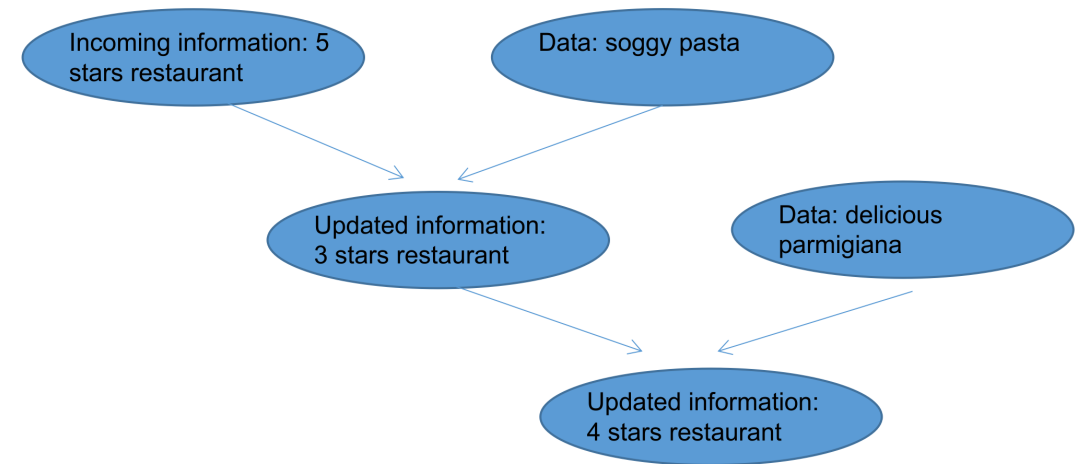 Incoming information: 5
stars restaurant
Data: soggy pasta
Updated information:
3 stars restaurant
Data: delicious
parmigiana
Updated information:
4 stars restaurant